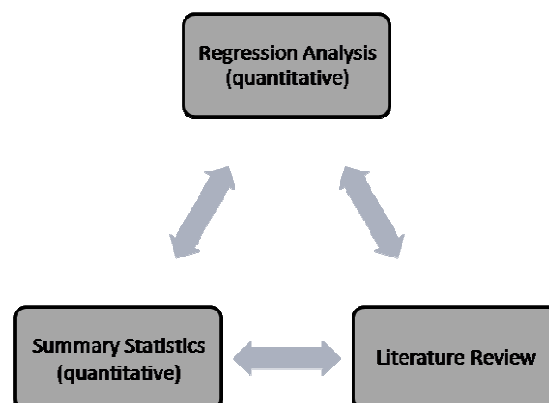 Regression Analysis
(quantitative)
Summary Statistics
(quantitative)
Literature Review